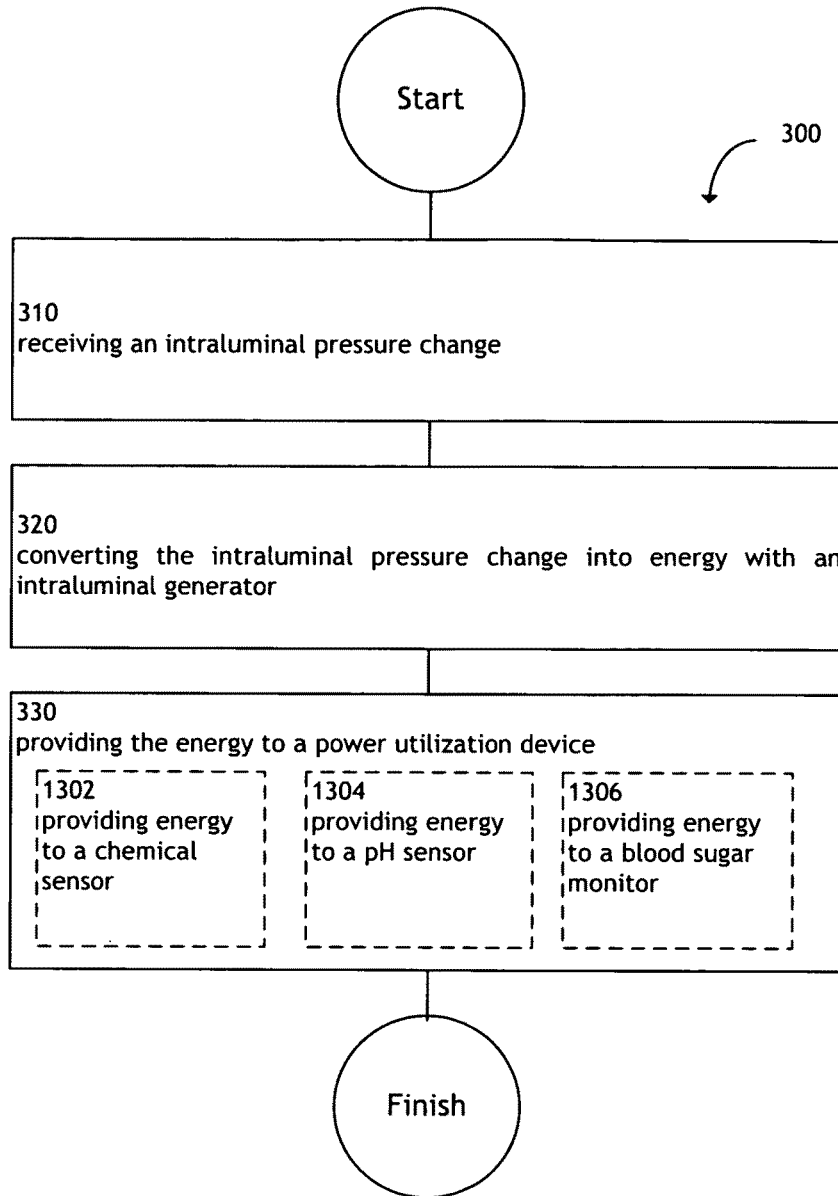 Start
300
310
receiving an intraluminal pressure change
320
converting the intraluminal pressure change into energy with an
intraluminal generator
330
providing the energy to a power utilization device
1302
providing energy
to a chemical
sensor
1304
providing energy
to a pH sensor
1306
providing energy
to a blood sugar
monitor
Finish